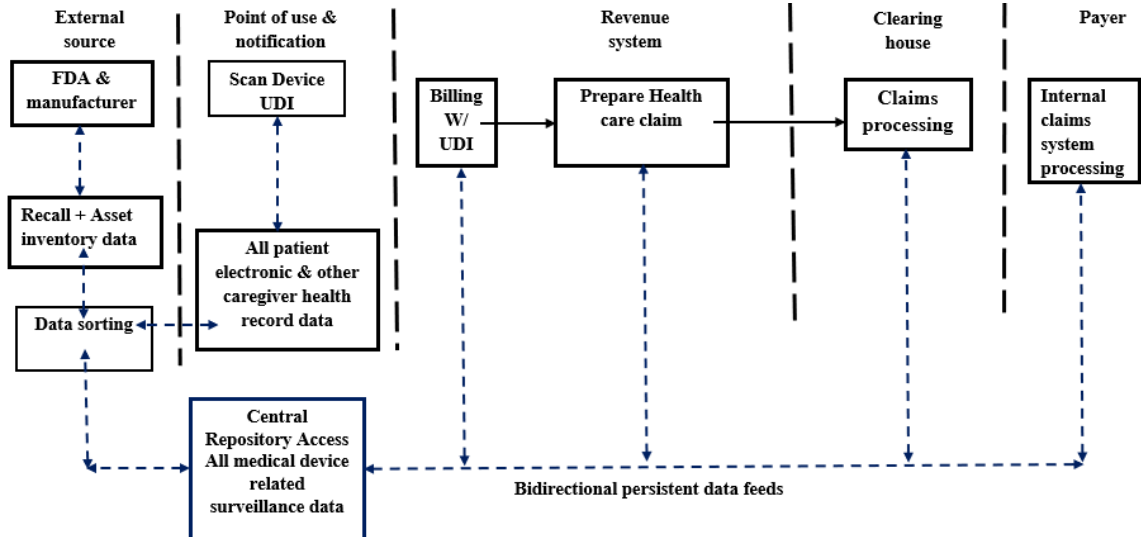 External
source
Point of use &
notification
Revenue
system
Clearing
house
Payer
FDA &
manufacturer
Scan Device
UDI
Billing
W/
UDI
Prepare Health
care claim
Claims
processing
Internal
claims
system
processing
Recall + Asset
inventory data
All patient
electronic & other
caregiver health
record data
Data sorting
Central
Repository Access
All medical device
related
surveillance data
Bidirectional persistent data feeds